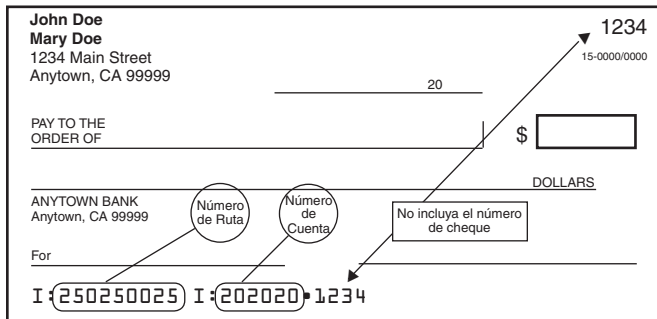 John Doe
Mary Doe
1234 Main Street
Anytown, CA 99999
1234
15-0000/0000
20
PAY TO THE
ORDER OF
$
DOLLARS
ANYTOWN BANK
Anytown, CA 99999
Número
de Ruta
Número
de
Cuenta
No incluya el número
de cheque
For
I:250250025 I:202020•1234